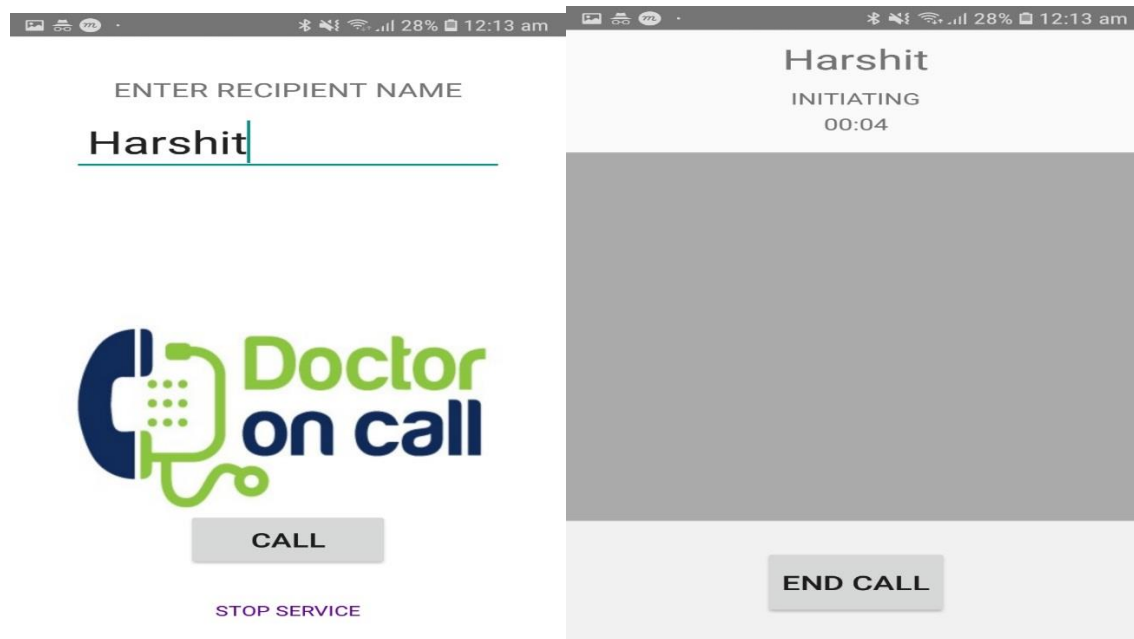 28% 12:13 am
ENTER RECIPIENT NAME
Harshit
Doctor
on call
CALL
STOP SERVICE
28% 12:13 am
Harshit
INITIATING
00:04
END CALL